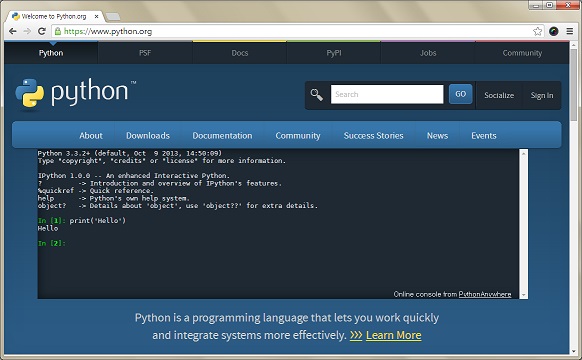 Welcome to Python.org
https://www.python.org
Python PSF Docs PyPI Jobs Community
python™ Search GO Socialize Sign In
About Downloads Documentation Community Success Stories News Events
Python 3.3.2+ (default, Oct  9 2013, 14:50:09)
Type "copyright", "credits" or "license" for more information.
IPython 1.0.0 -- An enhanced Interactive Python.
?         -> Introduction and overview of IPython's features.
%quickref -> Quick reference.
help      -> Python's own help system.
object?   -> Details about 'object', use 'object??' for extra details.
In [1]: print('Hello')
Hello
In [2]:
Online console from PythonAnywhere
Python is a programming language that lets you work quickly
and integrate systems more effectively. >>> Learn More